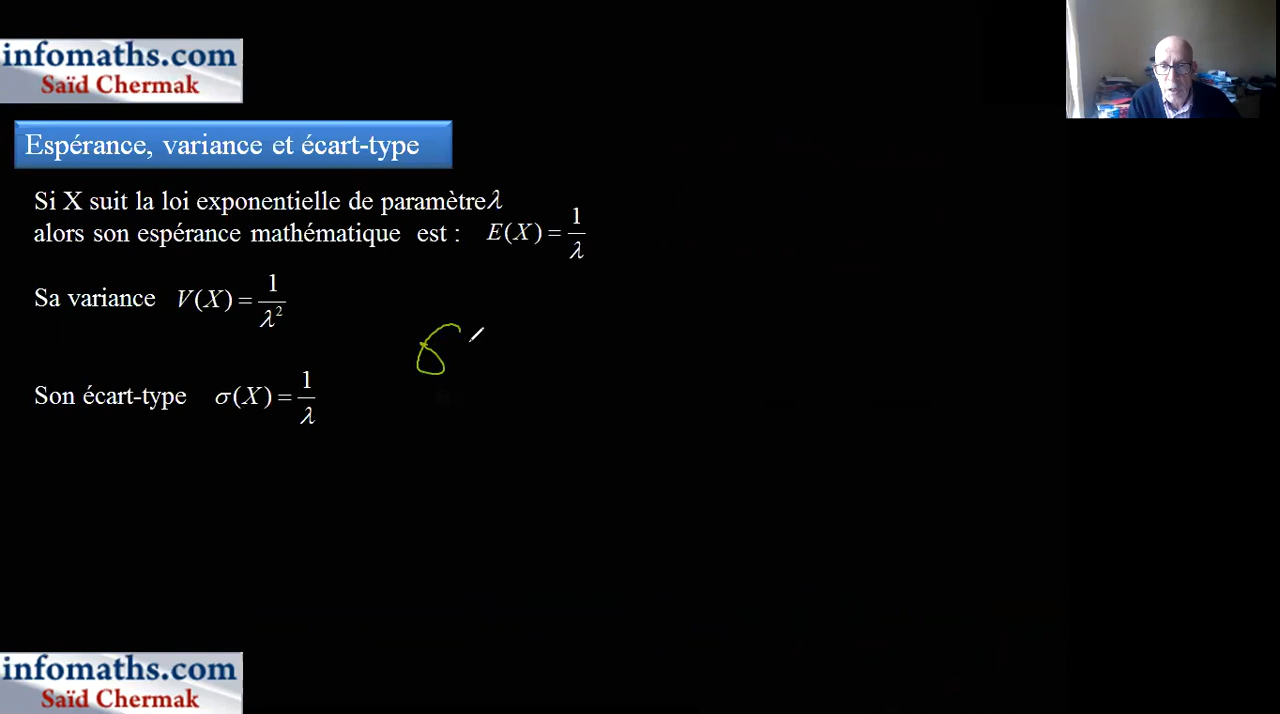 infomaths.com
Saïd Chermak
Espérance, variance et écart-type
Si X suit la loi exponentielle de paramètre λ
alors son espérance mathématique est : E(X) = 1/λ
Sa variance V(X) = 1/λ²
Son écart-type σ(X) = 1/λ
infomaths.com
Saïd Chermak